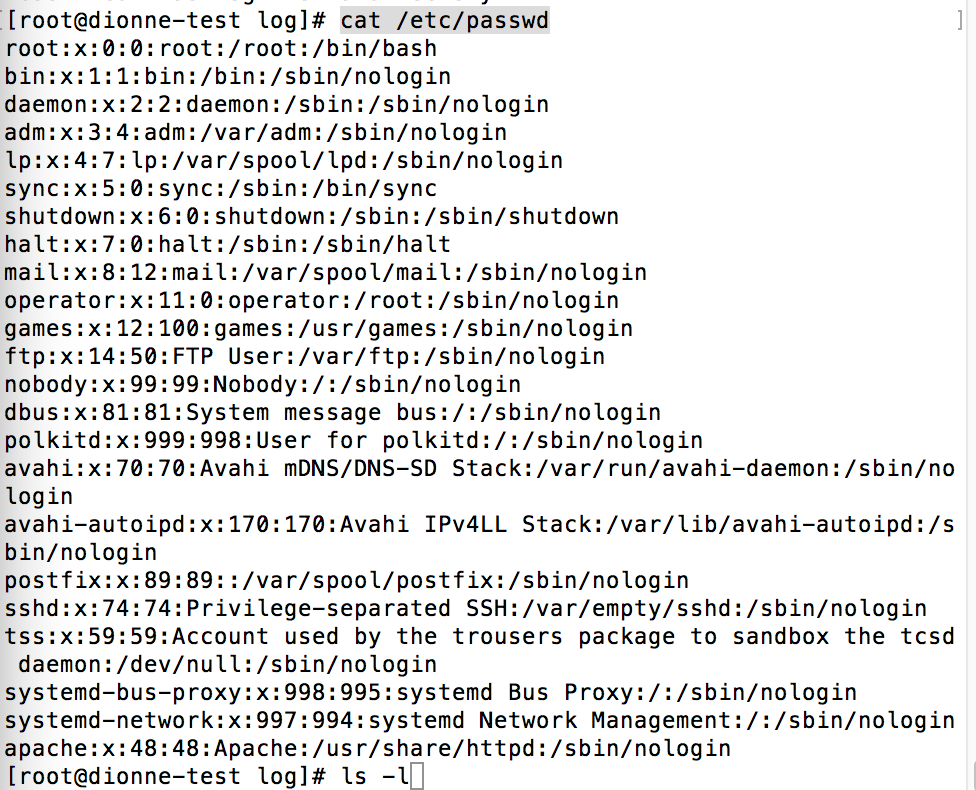 [root@dionne-test log]# cat /etc/passwd ]
root:x:0:0:root:/root:/bin/bash
bin:x:1:1:bin:/bin:/sbin/nologin
daemon:x:2:2:daemon:/sbin:/sbin/nologin
adm:x:3:4:adm:/var/adm:/sbin/nologin
lp:x:4:7:lp:/var/spool/lpd:/sbin/nologin
sync:x:5:0:sync:/sbin:/bin/sync
shutdown:x:6:0:shutdown:/sbin:/sbin/shutdown
halt:x:7:0:halt:/sbin:/sbin/halt
mail:x:8:12:mail:/var/spool/mail:/sbin/nologin
operator:x:11:0:operator:/root:/sbin/nologin
games:x:12:100:games:/usr/games:/sbin/nologin
ftp:x:14:50:FTP User:/var/ftp:/sbin/nologin
nobody:x:99:99:Nobody:/:/sbin/nologin
dbus:x:81:81:System message bus:/:/sbin/nologin
polkitd:x:999:998:User for polkitd:/:/sbin/nologin
avahi:x:70:70:Avahi mDNS/DNS-SD Stack:/var/run/avahi-daemon:/sbin/no
login
avahi-autoipd:x:170:170:Avahi IPv4LL Stack:/var/lib/avahi-autoipd:/s
bin/nologin
postfix:x:89:89::/var/spool/postfix:/sbin/nologin
sshd:x:74:74:Privilege-separated SSH:/var/empty/sshd:/sbin/nologin
tss:x:59:59:Account used by the trousers package to sandbox the tcsd
 daemon:/dev/null:/sbin/nologin
systemd-bus-proxy:x:998:995:systemd Bus Proxy:/:/sbin/nologin
systemd-network:x:997:994:systemd Network Management:/:/sbin/nologin
apache:x:48:48:Apache:/usr/share/httpd:/sbin/nologin
[root@dionne-test log]# ls -l